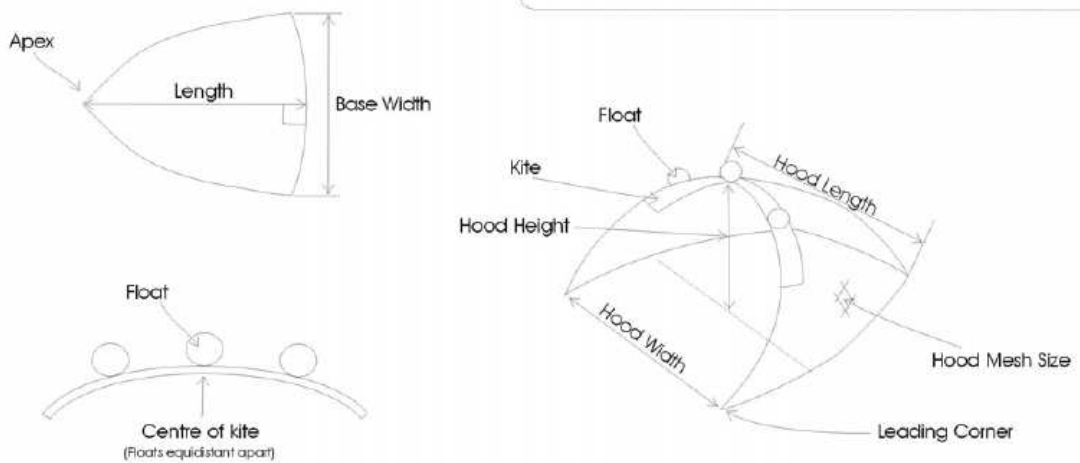 Apex
Length
Base Width
Float
Kite
Hood Length
Hood Height
Hood Width
Hood Mesh Size
Leading Corner
Float
Centre of kite
(Floats equidistant apart)